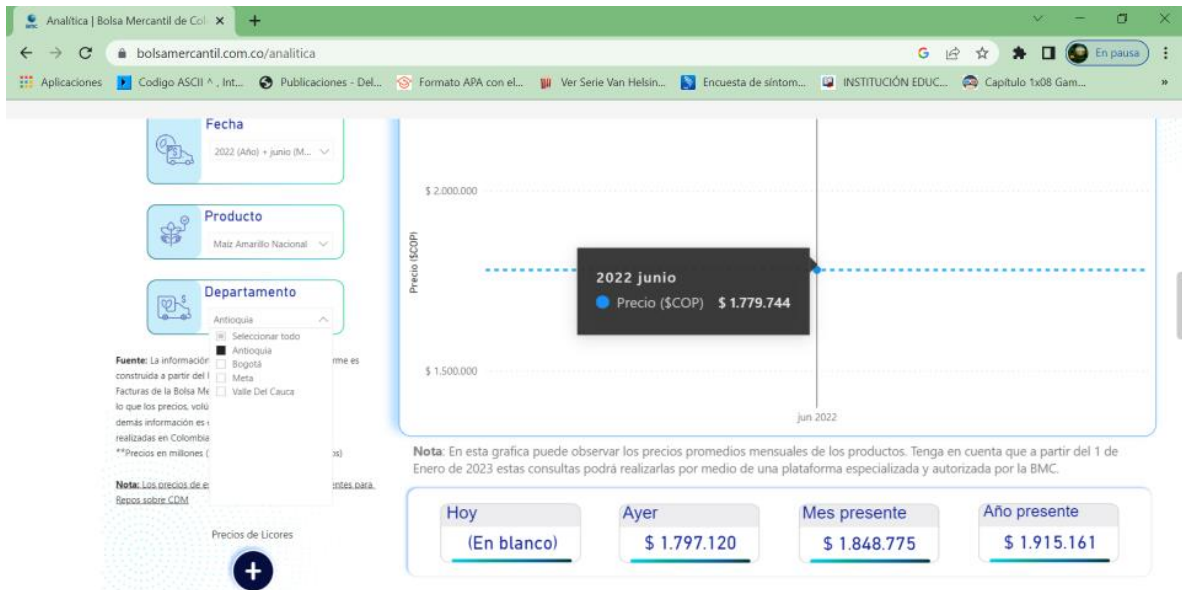 Analítica | Bolsa Mercantil de Col
bolsamercantil.com.co/analitica
En pausa
Aplicaciones
Codigo ASCII ^ , Int...
Publicaciones - Del...
Formato APA con el...
Ver Serie Van Helsin...
Encuesta de síntom...
INSTITUCIÓN EDUC...
Capítulo 1x08 Gam...
»
Fecha
2022 (Año) + junio (M...
Producto
Maiz Amarillo Nacional
Departamento
Antioquia
Seleccionar todo
Antioquia
Bogotá
Meta
Valle Del Cauca
Fuente: La información
rme es
construida a partir del
Facturas de la Bolsa Me
lo que los precios, volú
demás información es
realizadas en Colombia
**Precios en millones (
os)
Nota: Los precios de
entes para
Repos sobre CDM
Precios de Licores
+
Precio ($COP)
$ 2.000.000
$ 1.500.000
2022 junio
Precio ($COP) $ 1.779.744
jun 2022
Nota: En esta grafica puede observar los precios promedios mensuales de los productos. Tenga en cuenta que a partir del 1 de
Enero de 2023 estas consultas podrá realizarlas por medio de una plataforma especializada y autorizada por la BMC.
Hoy
(En blanco)
Ayer
$ 1.797.120
Mes presente
$ 1.848.775
Año presente
$ 1.915.161